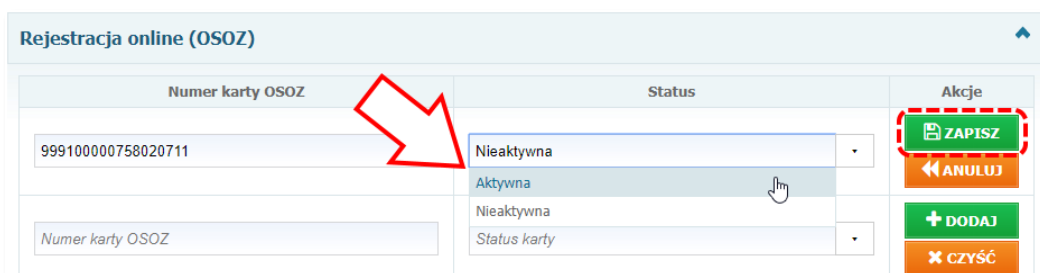 Rejestracja online (OSOZ)
Numer karty OSOZ Status Akcje
999100000758020711 Nieaktywna ZAPISZ
Aktywna ANULUJ
Nieaktywna
Numer karty OSOZ Status karty DODAJ
CZYŚĆ